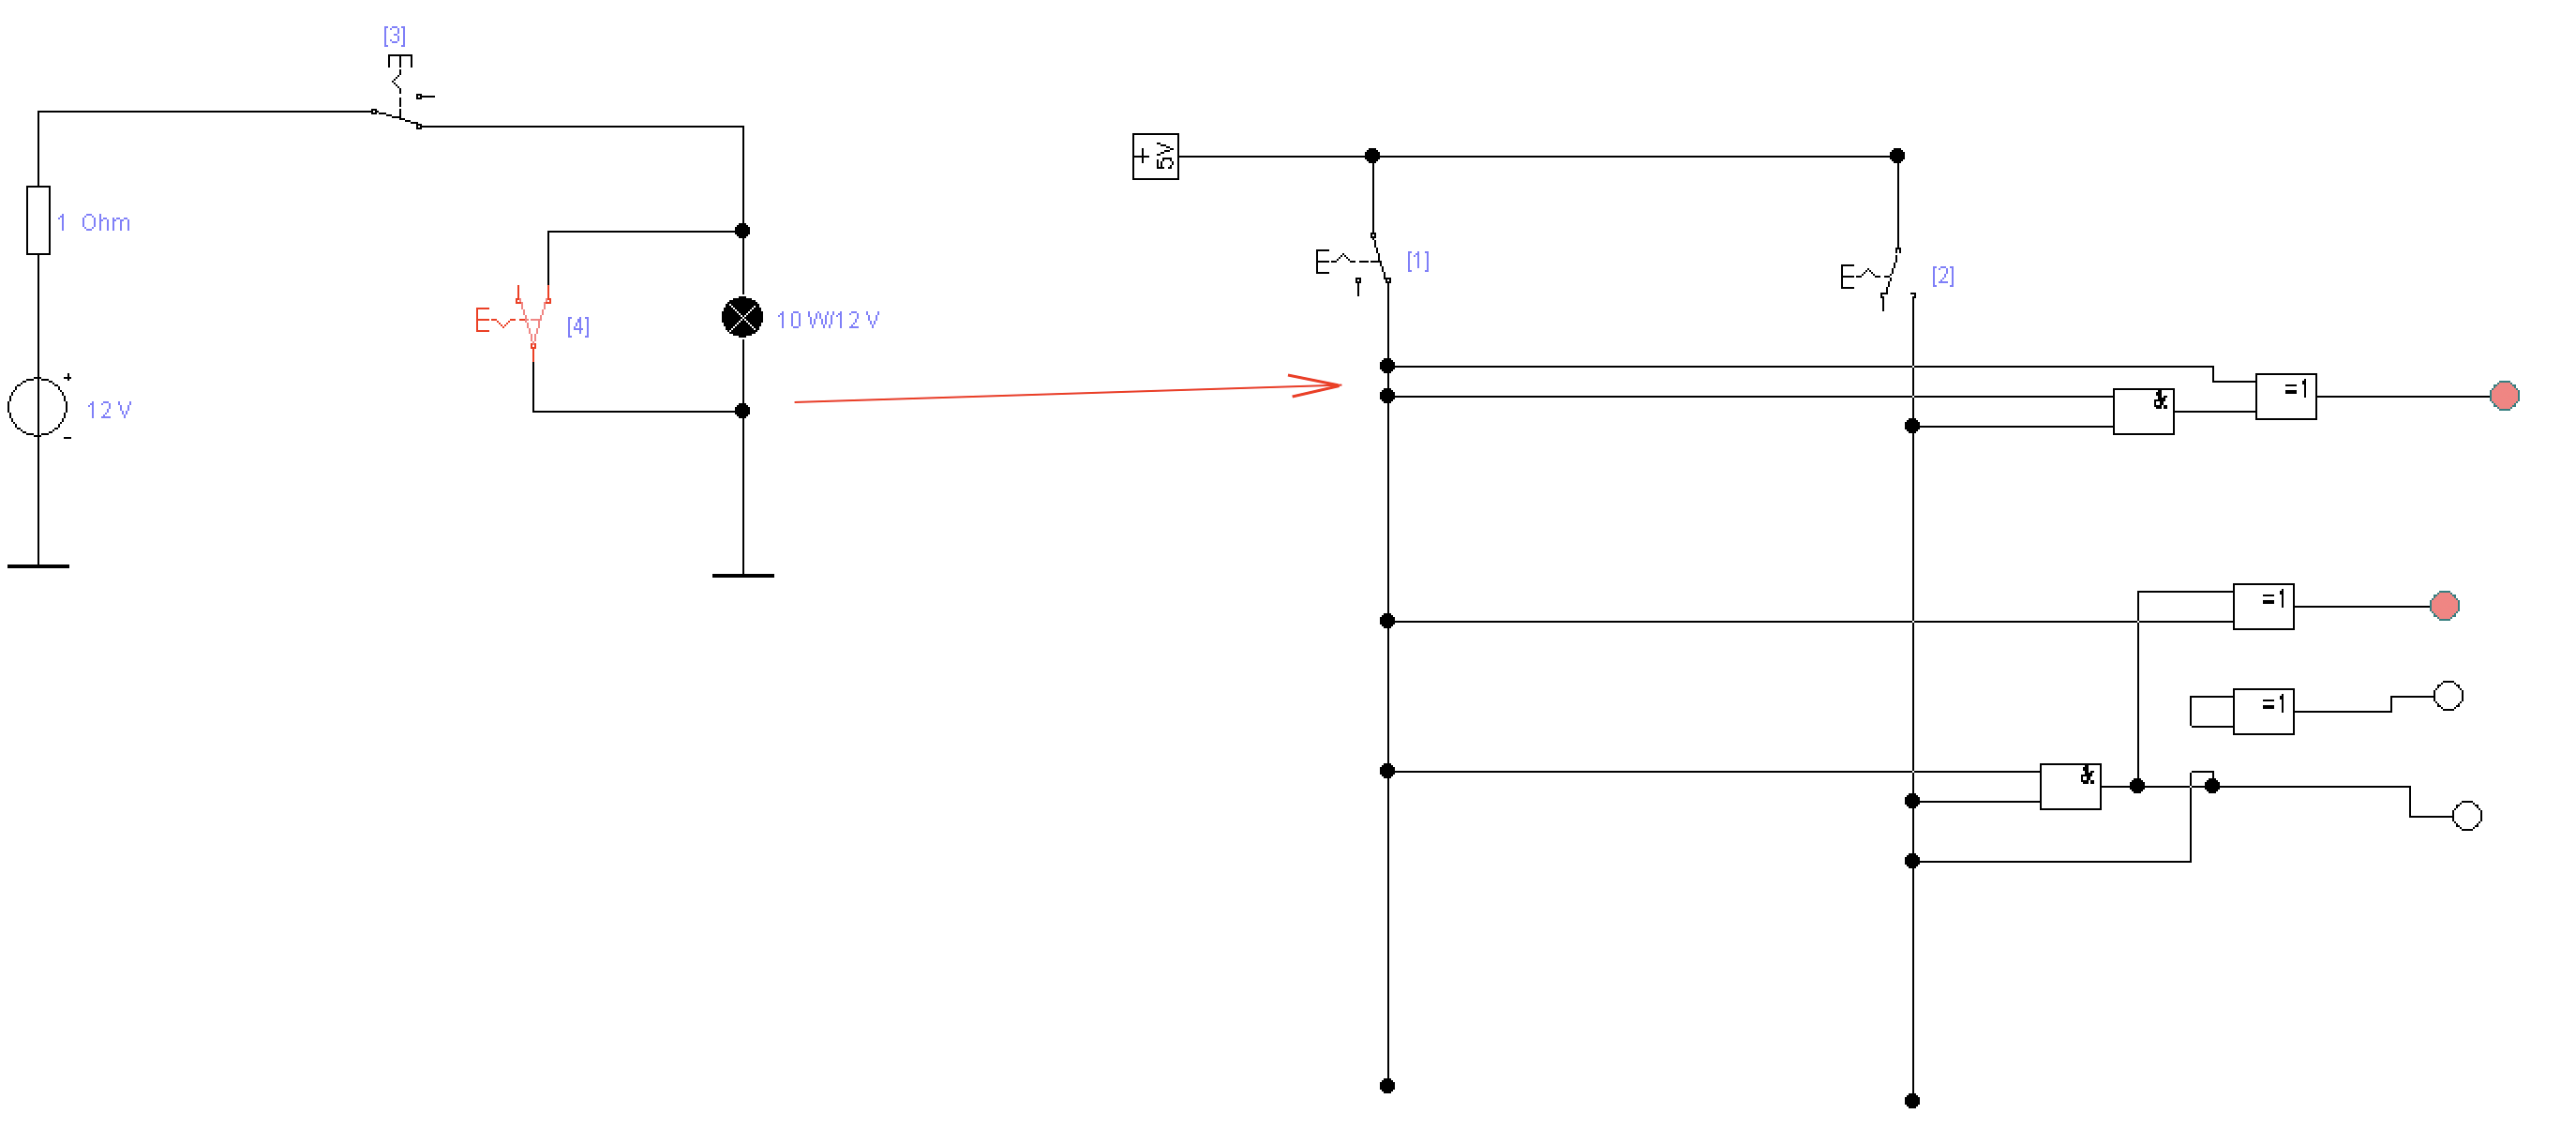 [3]
1 Ohm
+
12 V
-
[4]
10 W/12 V
+ 5V
[1]
[2]
&
=1
=1
=1
&